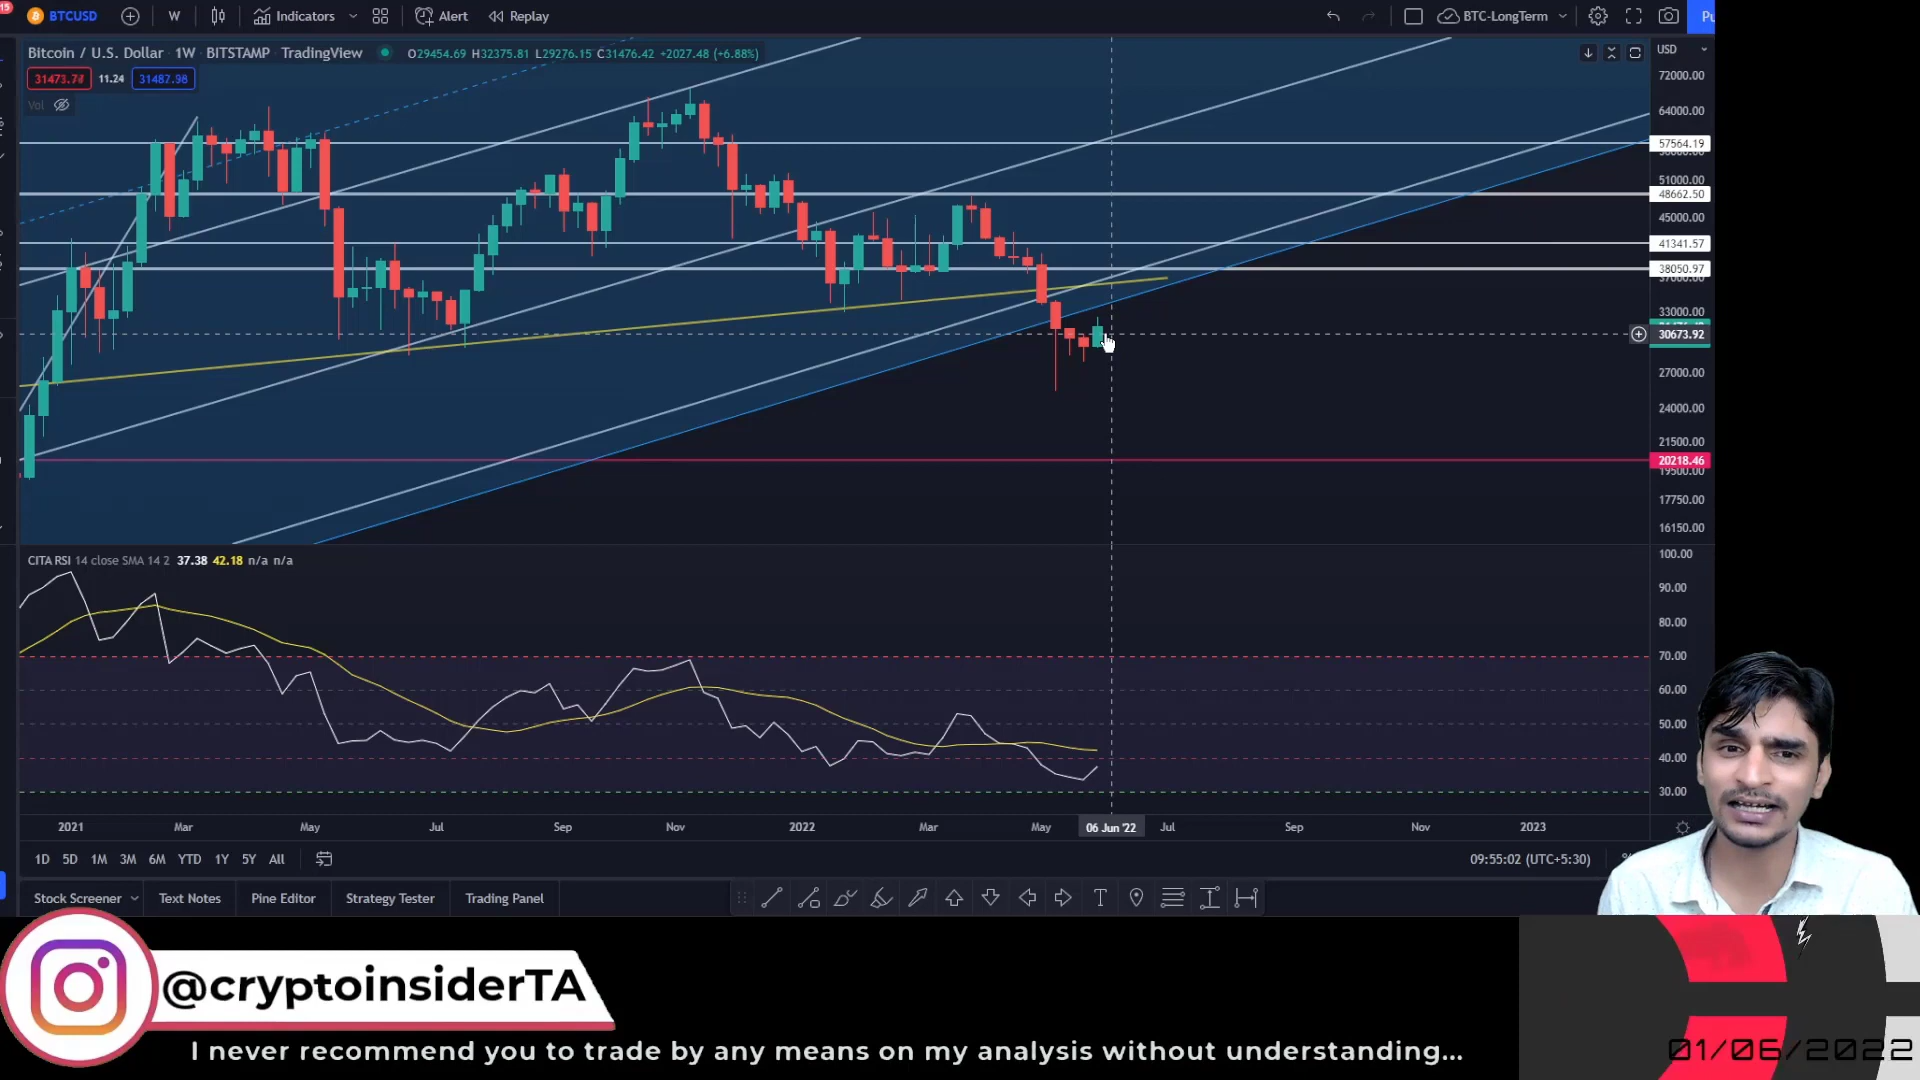 15
BTCUSD W Indicators Alert Replay BTC-LongTerm Pu
Bitcoin / U.S. Dollar 1W BITSTAMP TradingView O29454.69 H32375.81 L29276.15 C31476.42 +2027.48 (+6.88%) USD
31473.7 11.24 31487.98
Vol
72000.00
64000.00
57564.19
51000.00
48662.50
45000.00
41341.57
38050.97
33000.00
30673.92
27000.00
24000.00
21500.00
20218.46
17750.00
16150.00
CITA RSI 14 close SMA 14 2 37.38 42.18 n/a n/a
100.00
90.00
80.00
70.00
60.00
50.00
40.00
30.00
2021 Mar May Jul Sep Nov 2022 Mar May 06 Jun '22 Jul Sep Nov 2023
1D 5D 1M 3M 6M YTD 1Y 5Y All 09:55:02 (UTC+5:30)
Stock Screener Text Notes Pine Editor Strategy Tester Trading Panel
@cryptoinsiderTA
I never recommend you to trade by any means on my analysis without understanding...
01/06/2022